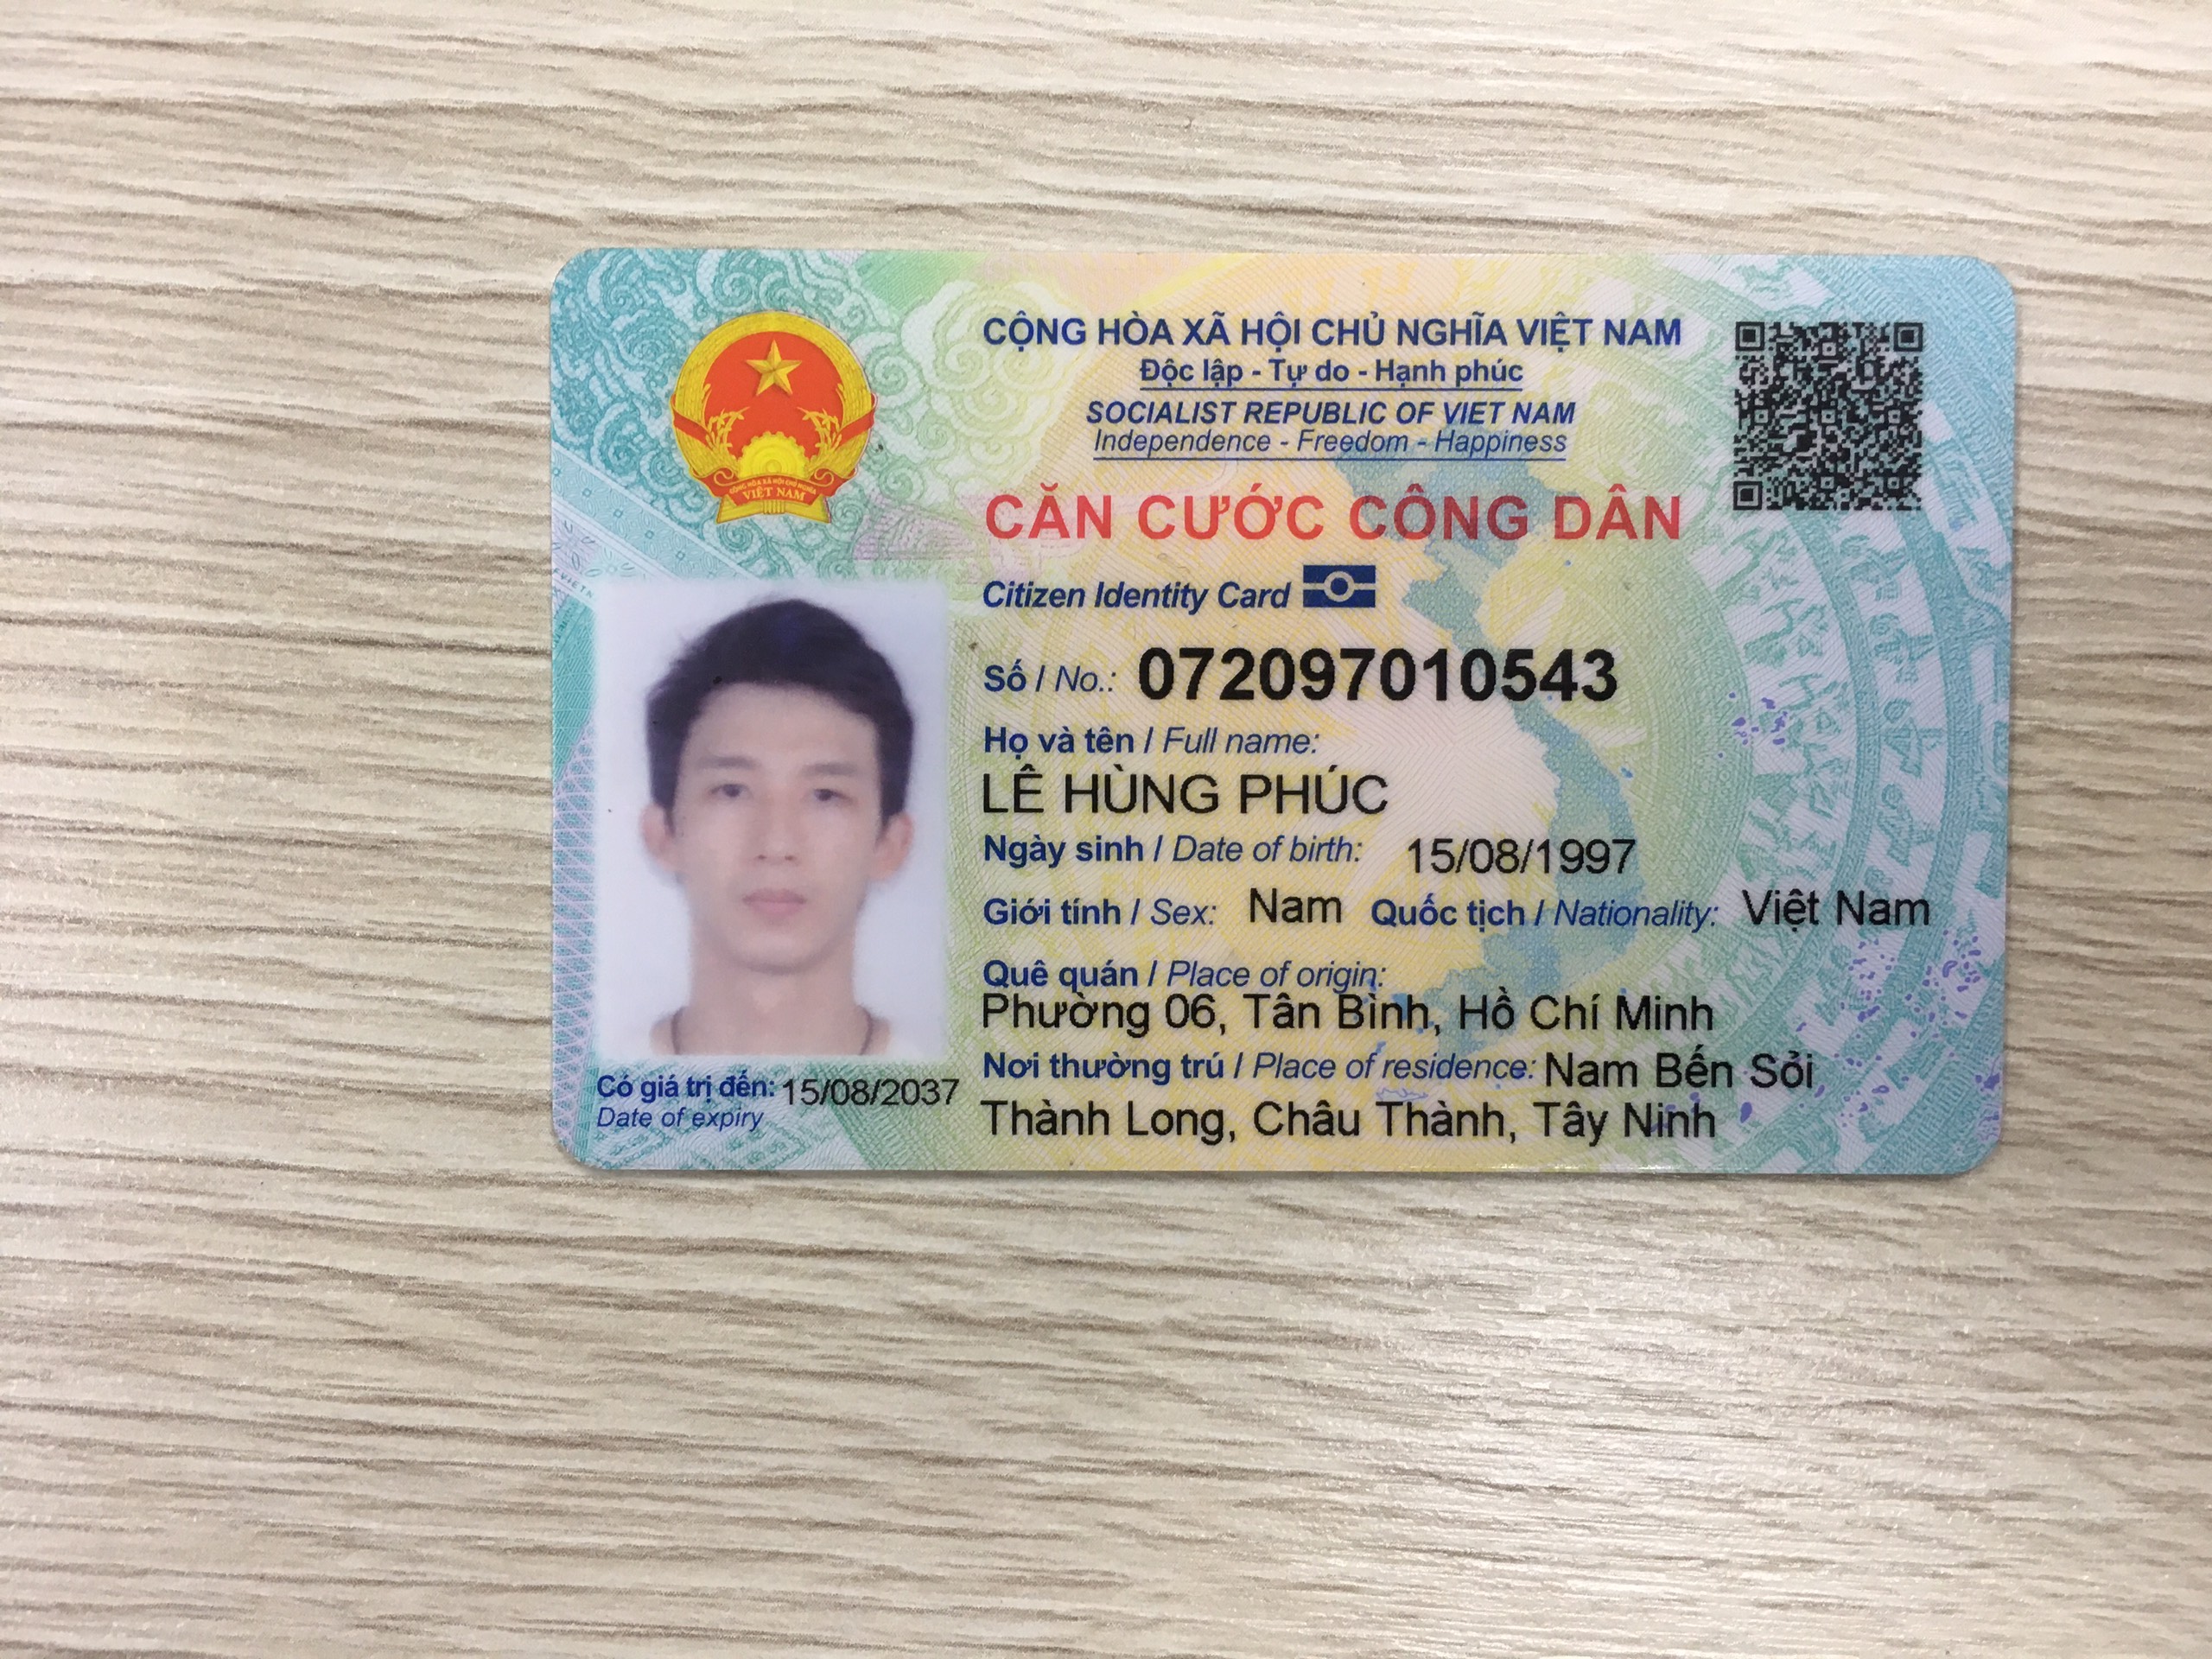 CỘNG HÒA XÃ HỘI CHỦ NGHĨA VIỆT NAM
Độc lập - Tự do - Hạnh phúc
SOCIALIST REPUBLIC OF VIET NAM
Independence - Freedom - Happiness
CĂN CƯỚC CÔNG DÂN
Citizen Identity Card
Số / No.: 072097010543
Họ và tên / Full name:
LÊ HÙNG PHÚC
Ngày sinh / Date of birth: 15/08/1997
Giới tính / Sex: Nam Quốc tịch / Nationality: Việt Nam
Quê quán / Place of origin:
Phường 06, Tân Bình, Hồ Chí Minh
Nơi thường trú / Place of residence: Nam Bến Sỏi
Thành Long, Châu Thành, Tây Ninh
Có giá trị đến: 15/08/2037
Date of expiry
CỘNG HÒA XÃ HỘI CHỦ NGHĨA
VIỆT NAM